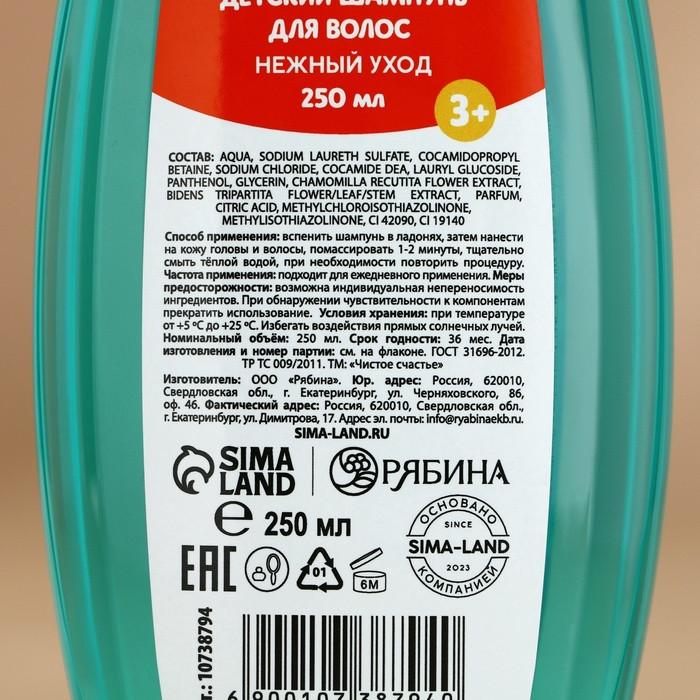 ДЕТСКИЙ ШАМПУНЬ
ДЛЯ ВОЛОС
НЕЖНЫЙ УХОД
250 мл
3+
СОСТАВ: AQUA, SODIUM LAURETH SULFATE, COCAMIDOPROPYL
BETAINE, SODIUM CHLORIDE, COCAMIDE DEA, LAURYL GLUCOSIDE,
PANTHENOL, GLYCERIN, CHAMOMILLA RECUTITA FLOWER EXTRACT,
BIDENS TRIPARTITA FLOWER/LEAF/STEM EXTRACT, PARFUM,
CITRIC ACID, METHYLCHLOROISOTHIAZOLINONE,
METHYLISOTHIAZOLINONE, CI 42090, CI 19140
Способ применения: вспенить шампунь в ладонях, затем нанести
на кожу головы и волосы, помассировать 1-2 минуты, тщательно
смыть тёплой водой, при необходимости повторить процедуру.
Частота применения: подходит для ежедневного применения. Меры
предосторожности: возможна индивидуальная непереносимость
ингредиентов. При обнаружении чувствительности к компонентам
прекратить использование. Условия хранения: при температуре
от +5 ºС до +25 ºС. Избегать воздействия прямых солнечных лучей.
Номинальный объём: 250 мл. Срок годности: 36 мес. Дата
изготовления и номер партии: см. на флаконе. ГОСТ 31696-2012.
ТР ТС 009/2011. ТМ: «Чистое счастье»
Изготовитель: ООО «Рябина». Юр. адрес: Россия, 620010,
Свердловская обл., г. Екатеринбург, ул. Черняховского, 86,
оф. 46. Фактический адрес: Россия, 620010, Свердловская обл.,
г. Екатеринбург, ул. Димитрова, 17. Адрес эл. почты: info@ryabinaekb.ru.
SIMA-LAND.RU
SIMA
LAND
РЯБИНА
℮ 250 мл
ОСНОВАНО
SINCE
SIMA-LAND
2023
КОМПАНИЕЙ
EAC
01
6M
т.: 10738794